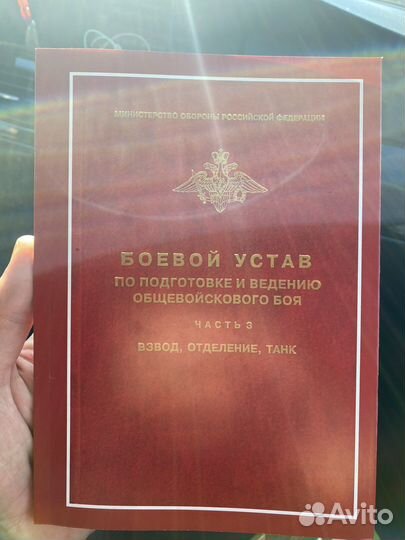 МИНИСТЕРСТВО ОБОРОНЫ РОССИЙСКОЙ ФЕДЕРАЦИИ
БОЕВОЙ УСТАВ
ПО ПОДГОТОВКЕ И ВЕДЕНИЮ
ОБЩЕВОЙСКОВОГО БОЯ
ЧАСТЬ 3
ВЗВОД, ОТДЕЛЕНИЕ, ТАНК
Avito